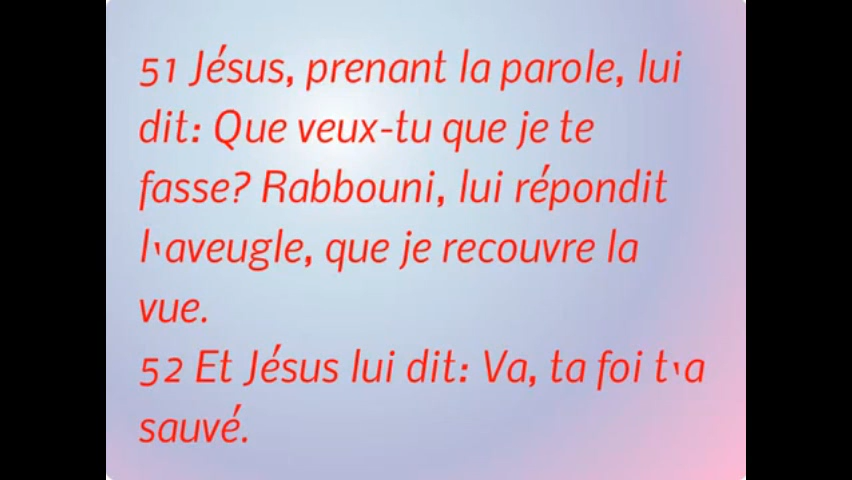 51 Jésus, prenant la parole, lui
dit: Que veux-tu que je te
fasse? Rabbouni, lui répondit
l'aveugle, que je recouvre la
vue.
52 Et Jésus lui dit: Va, ta foi t'a
sauvé.